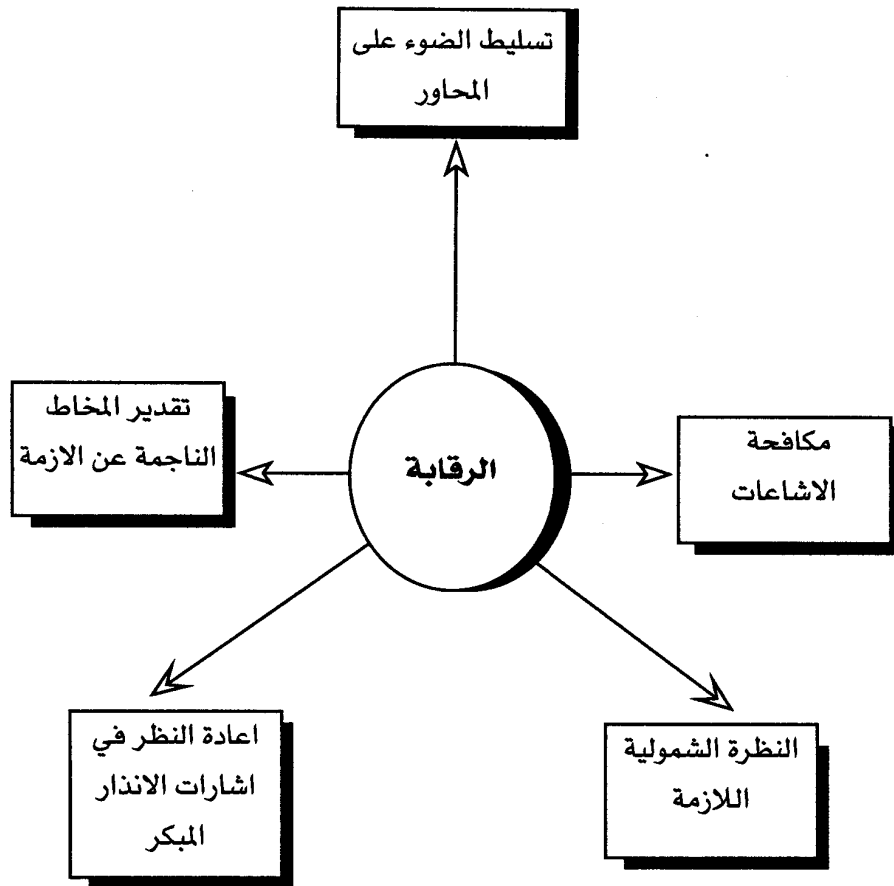 تسليط الضوء على
المحاور
مكافحة
الاشاعات
الرقابة
تقدير المخاط
الناجمة عن الازمة
النظرة الشمولية
اللازمة
اعادة النظر في
اشارات الانذار
المبكر